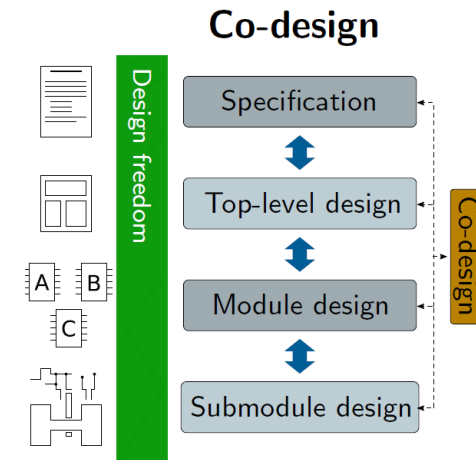 Co-design
Design freedom
Specification
Top-level design
Co-design
A
B
C
Module design
Submodule design